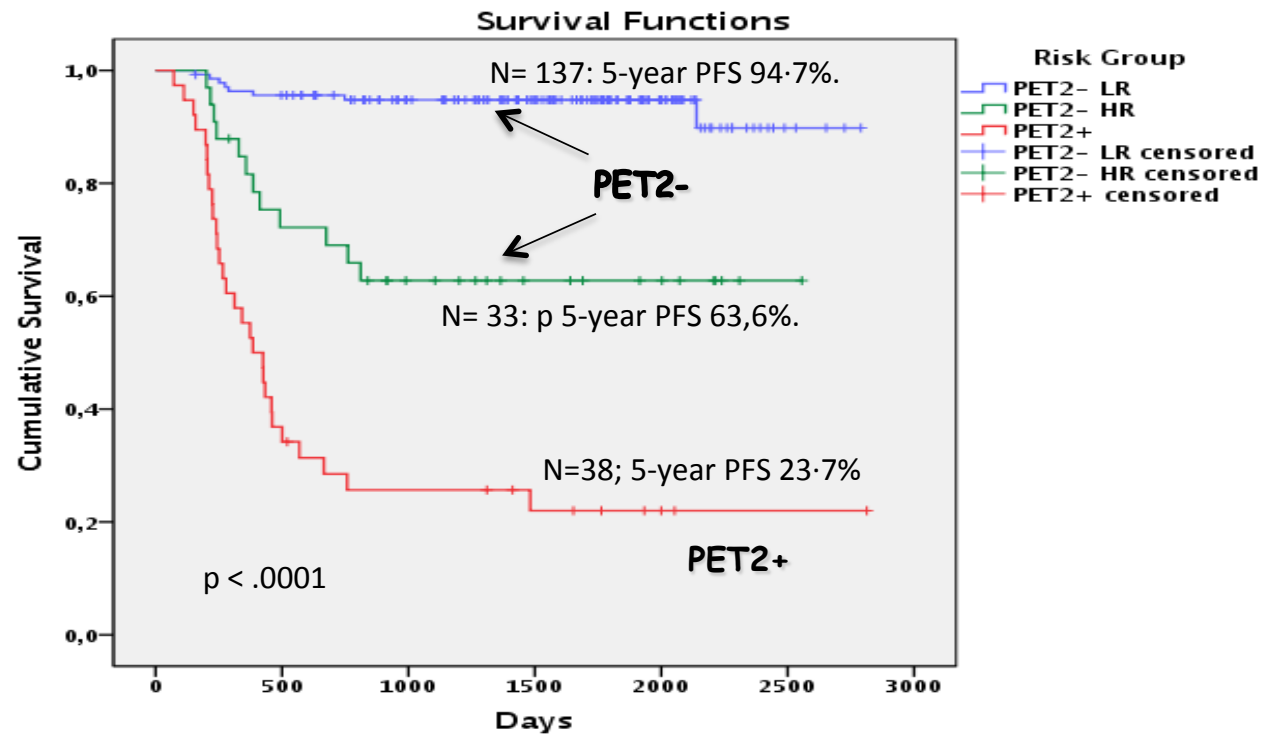 Survival Functions
Cumulative Survival
1,0
0,8
0,6
0,4
0,2
0,0
N= 137: 5-year PFS 94·7%.
PET2-
N= 33: p 5-year PFS 63,6%.
N=38; 5-year PFS 23·7%
PET2+
p < .0001
0 500 1000 1500 2000 2500 3000
Days
Risk Group
PET2- LR
PET2- HR
PET2+
PET2- LR censored
PET2- HR censored
PET2+ censored